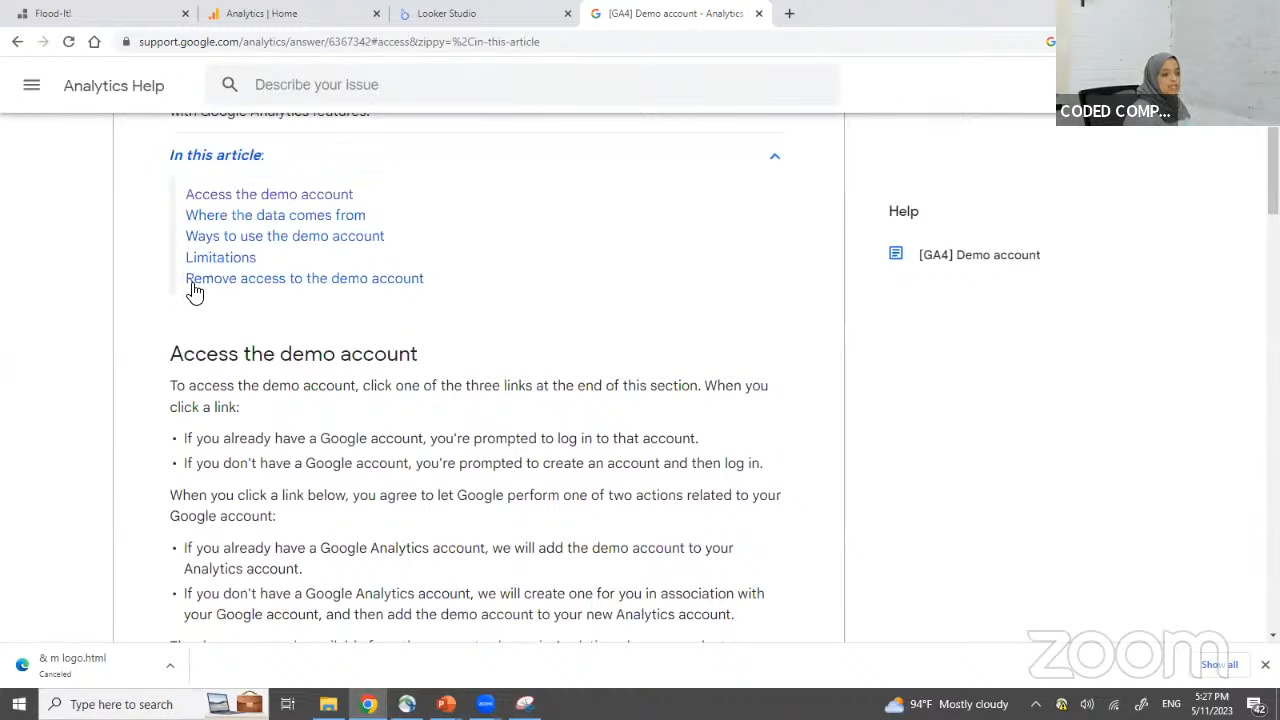 Flood-It!
Analytics | Home
Looker Studio
[GA4] Demo account - Analytics
support.google.com/analytics/answer/6367342#access&zippy=%2Cin-this-article
Analytics Help
Describe your issue
CODED COMP...
with Google Analytics features.
In this article:
Access the demo account
Where the data comes from
Ways to use the demo account
Limitations
Remove access to the demo account
Help
[GA4] Demo account
Access the demo account
To access the demo account, click one of the three links at the end of this section. When you
click a link:
• If you already have a Google account, you're prompted to log in to that account.
• If you don't have a Google account, you're prompted to create an account and then log in.
When you click a link below, you agree to let Google perform one of two actions related to your
Google account:
• If you already have a Google Analytics account, we will add the demo account to your
Analytics account.
• If you don't have a Google Analytics account, we will create one for you in association with
your Google account, and then add the demo account to your new Analytics account.
& m logo.html
Canceled
zoom
Show all
Type here to search
94°F Mostly cloudy
ENG
5:27 PM
5/11/2023
42